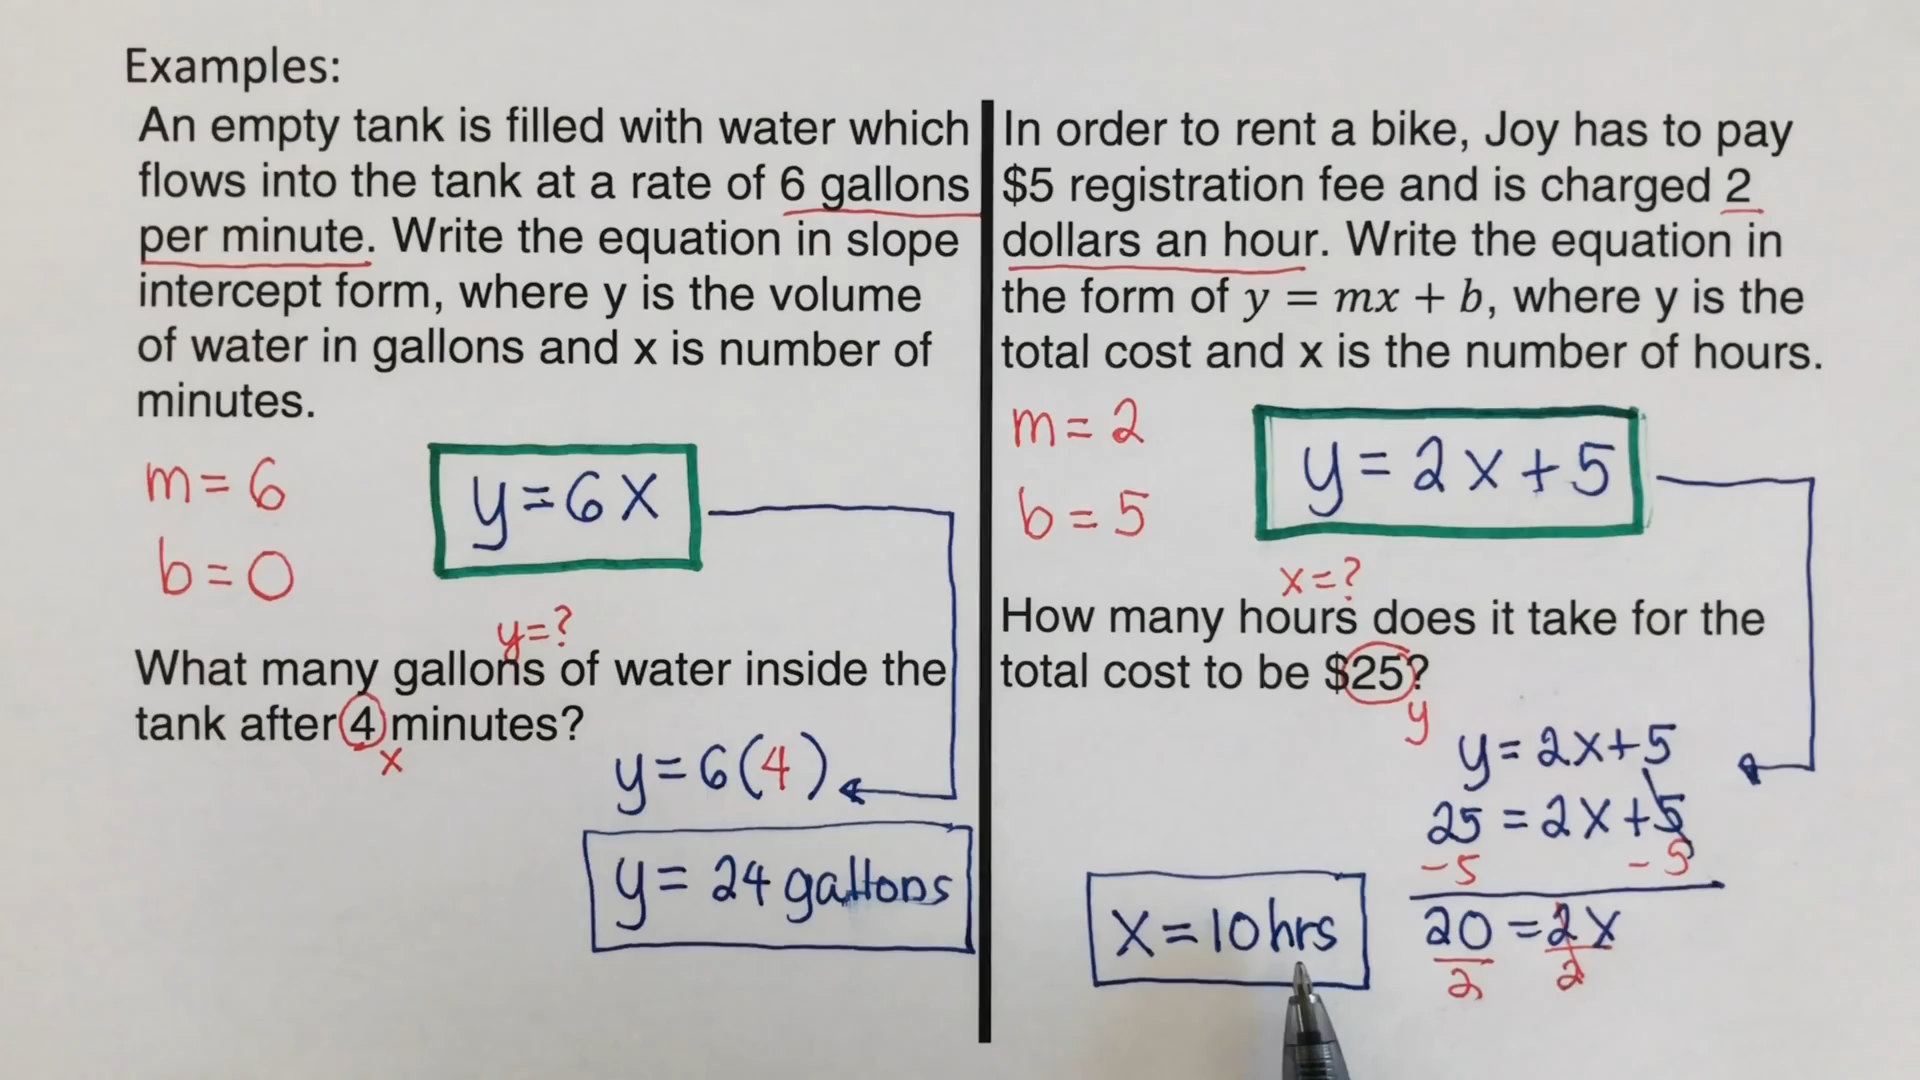 Examples:
An empty tank is filled with water which
flows into the tank at a rate of 6 gallons
per minute. Write the equation in slope
intercept form, where y is the volume
of water in gallons and x is number of
minutes.
m = 6
b = 0
y = 6x
y = ?
What many gallons of water inside the
tank after 4 minutes?
x
y = 6(4)
y = 24 gallons
In order to rent a bike, Joy has to pay
$5 registration fee and is charged 2
dollars an hour. Write the equation in
the form of y = mx + b, where y is the
total cost and x is the number of hours.
m = 2
b = 5
y = 2x + 5
x = ?
How many hours does it take for the
total cost to be $25?
y
y = 2x + 5
25 = 2x + 5
-5 -5
20 = 2x
2 2
x = 10 hrs